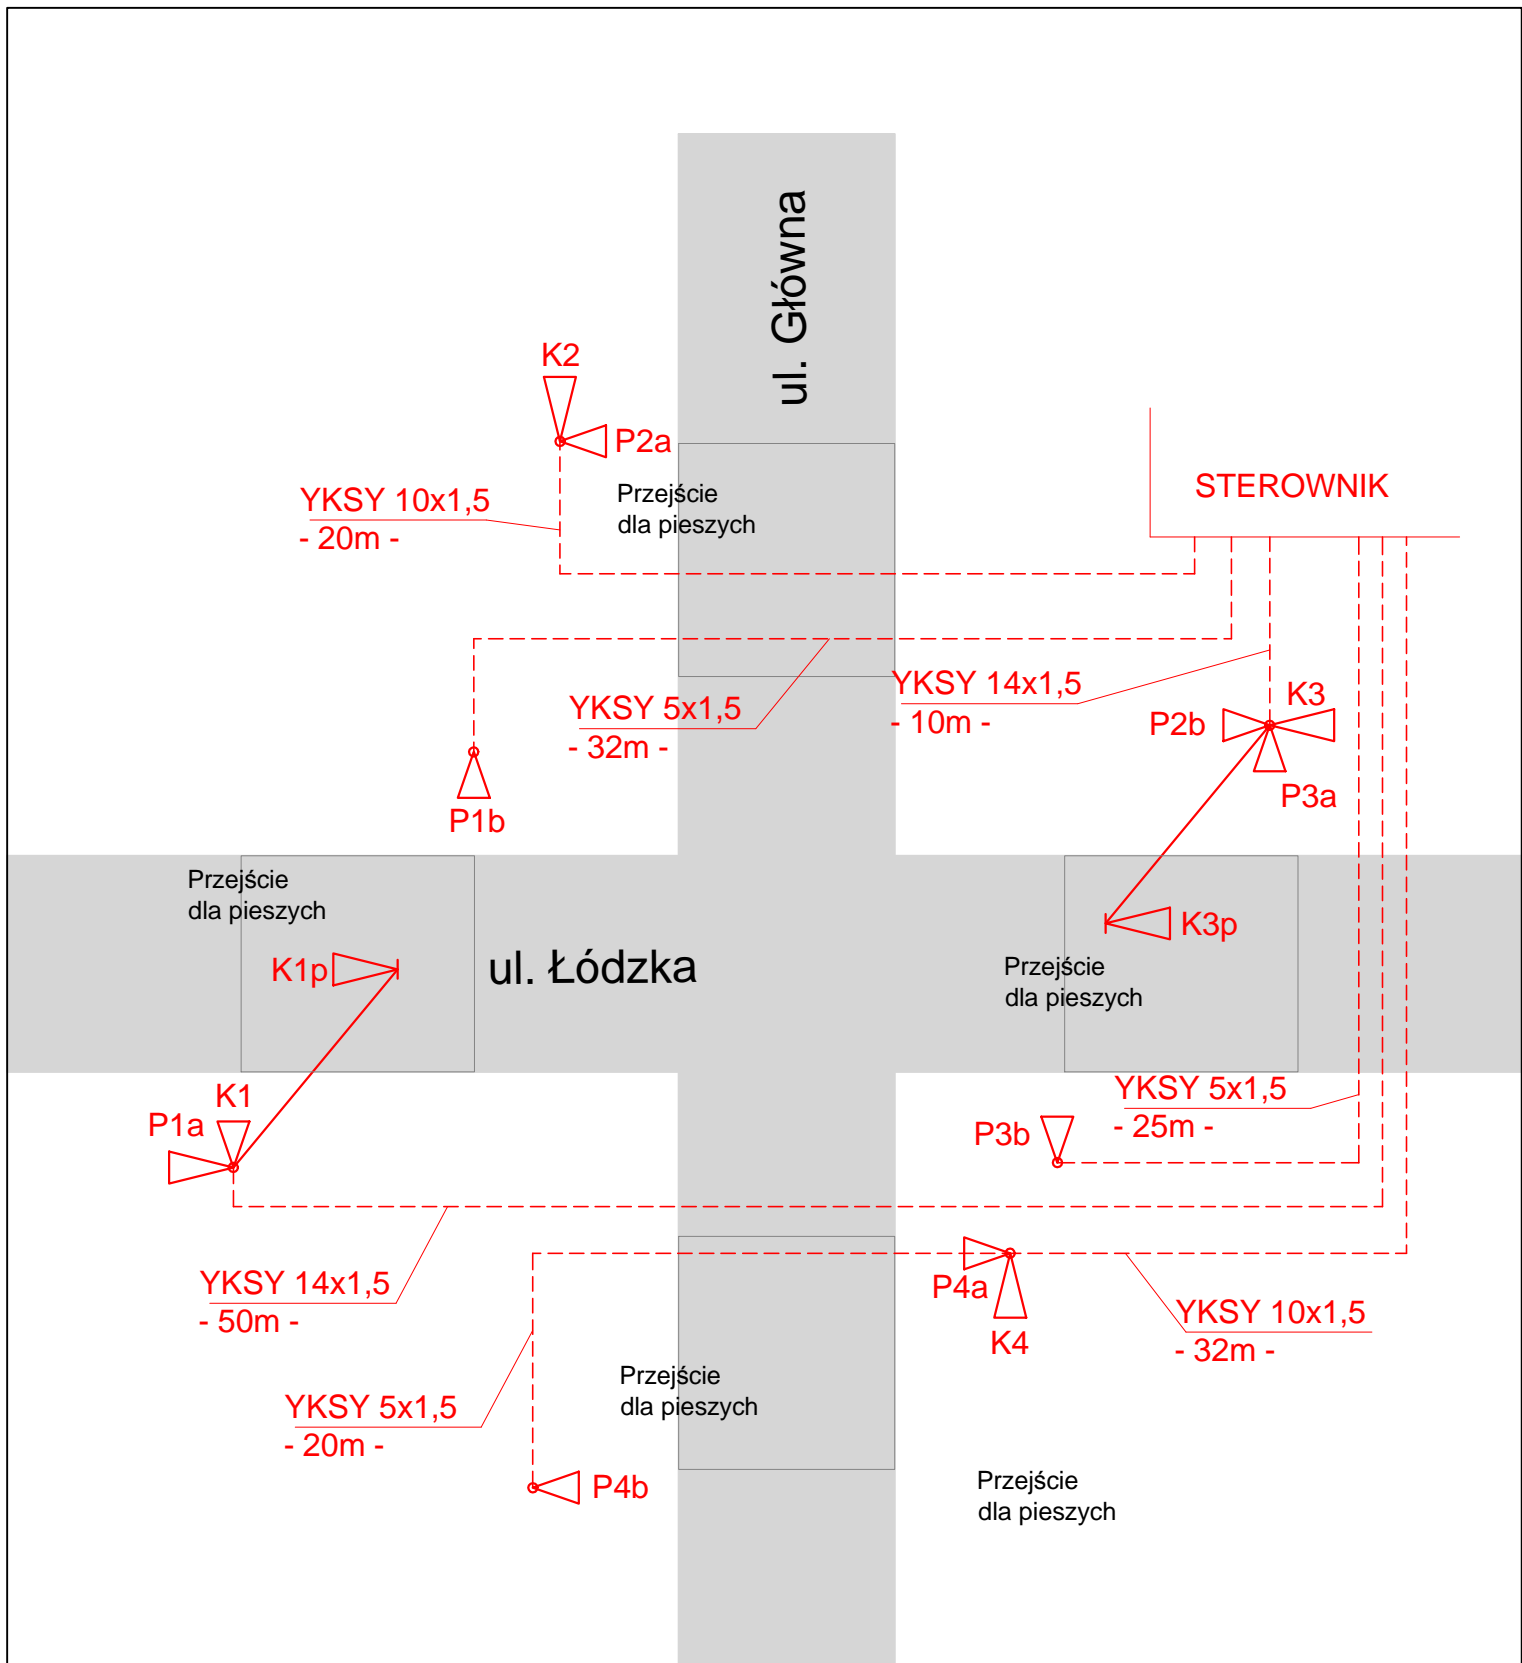 ul. Główna
K2
P2a
YKSY 10x1,5
- 20m -
Przejście
dla pieszych
STEROWNIK
YKSY 5x1,5
- 32m -
YKSY 14x1,5
- 10m -
K3
P2b
P3a
P1b
Przejście
dla pieszych
K1p
ul. Łódzka
K3p
Przejście
dla pieszych
K1
P1a
YKSY 5x1,5
- 25m -
P3b
YKSY 14x1,5
- 50m -
P4a
K4
YKSY 10x1,5
- 32m -
Przejście
dla pieszych
YKSY 5x1,5
- 20m -
P4b
Przejście
dla pieszych